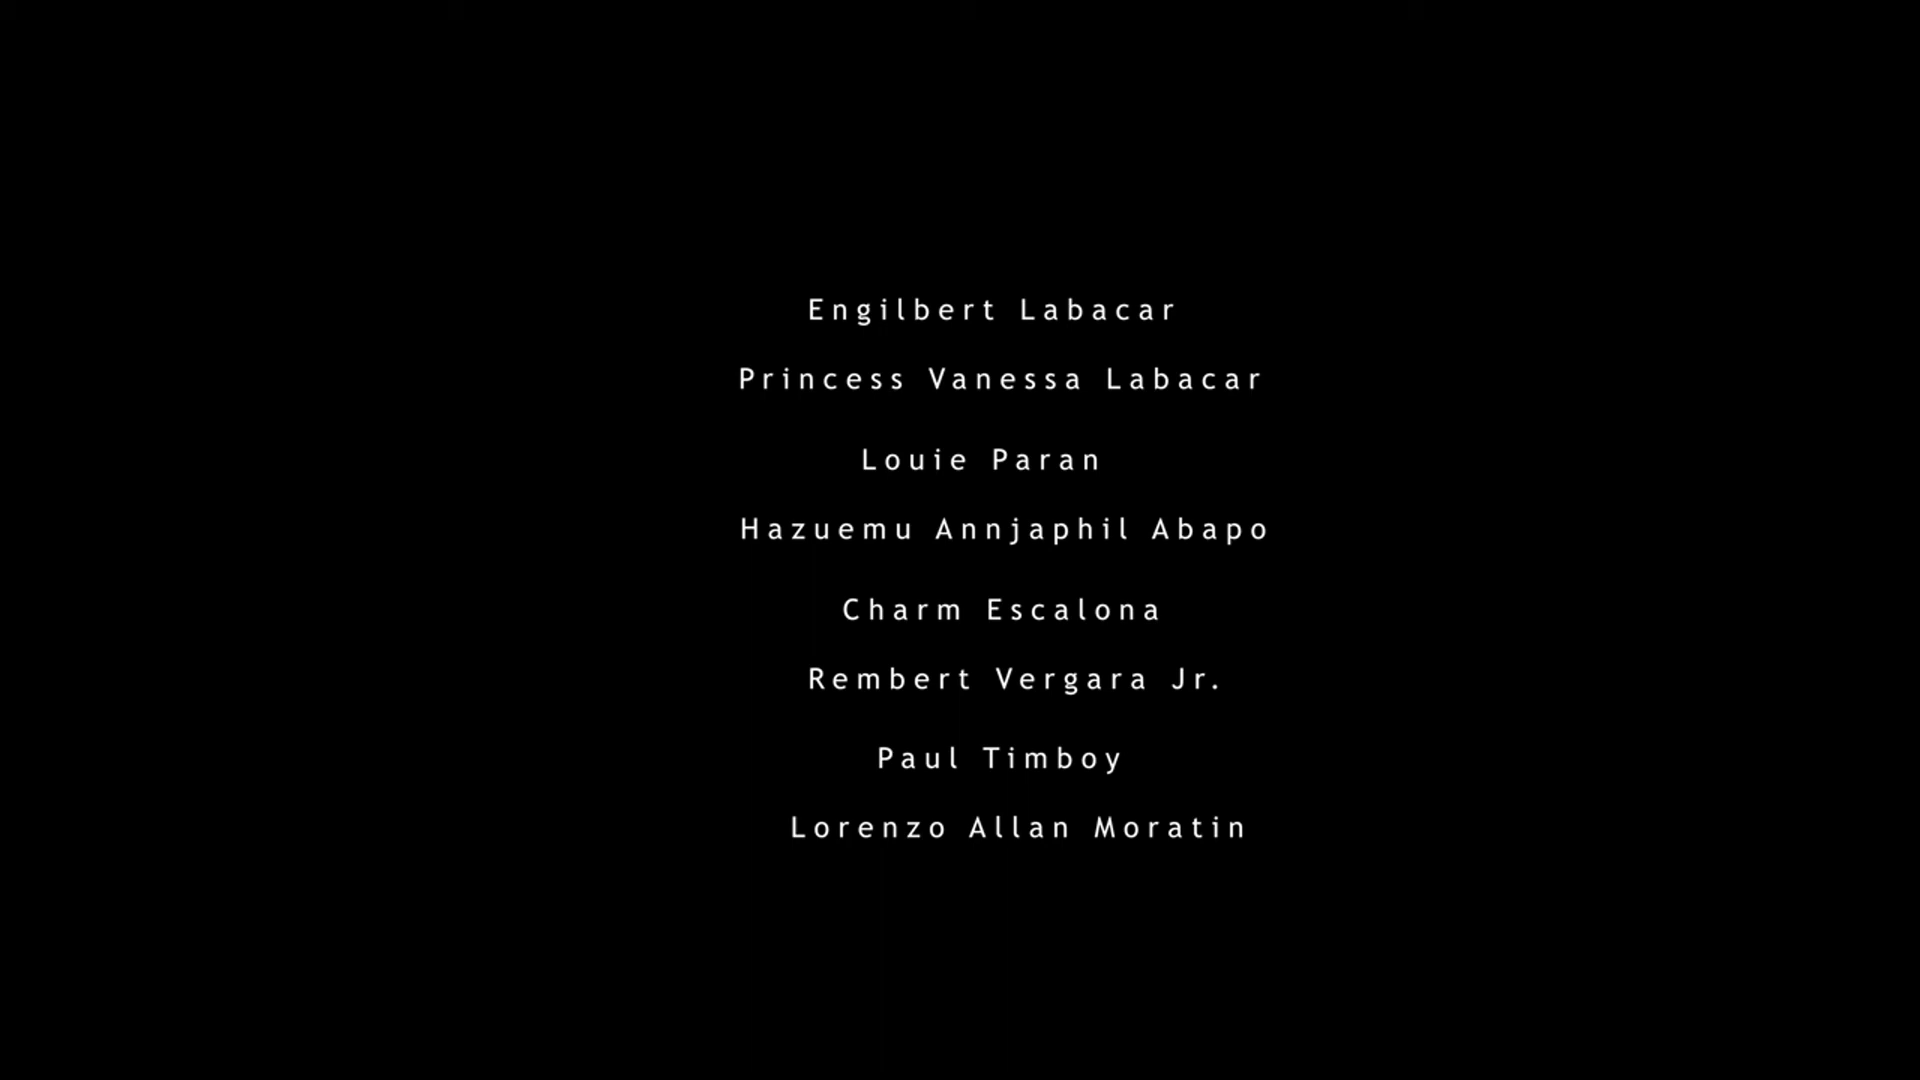 Engilbert Labacar
Princess Vanessa Labacar
Louie Paran
Hazuemu Annjaphil Abapo
Charm Escalona
Rembert Vergara Jr.
Paul Timboy
Lorenzo Allan Moratin